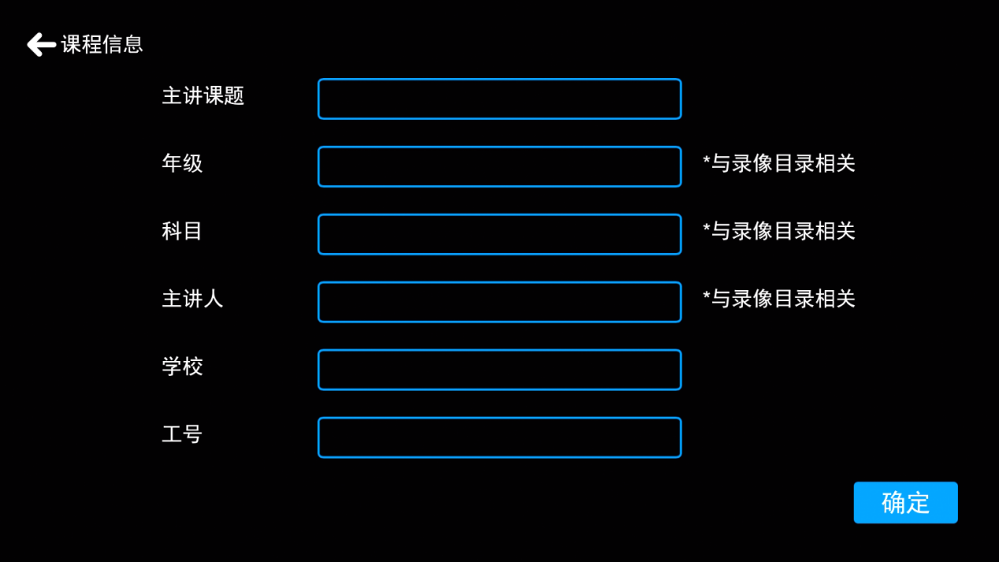 课程信息
主讲课题
年级 *与录像目录相关
科目 *与录像目录相关
主讲人 *与录像目录相关
学校
工号
确定